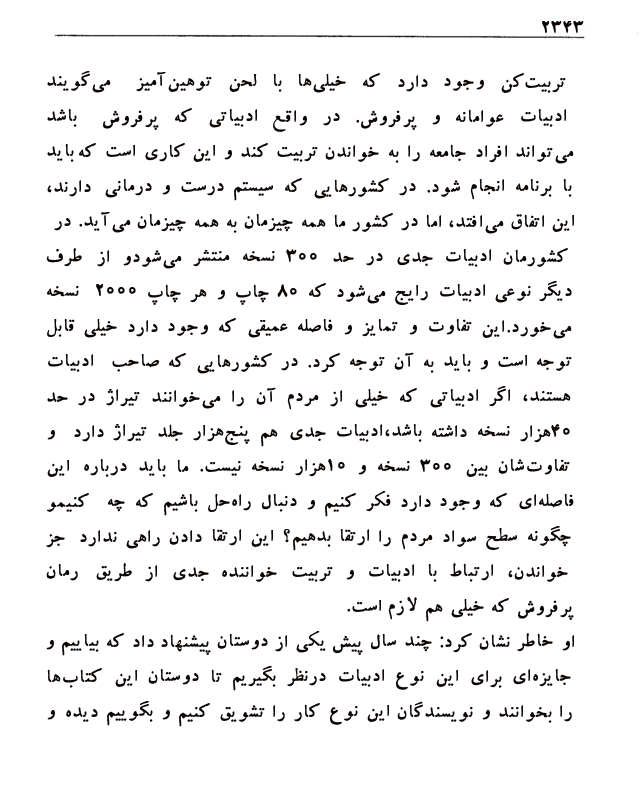 ۲۳۴۳
تربیت‌کن وجود دارد که خیلی‌ها با لحن توهین‌آمیز می‌گویند
ادبیات عوامانه و پرفروش. در واقع ادبیاتی که پرفروش باشد
می‌تواند افراد جامعه را به خواندن تربیت کند و این کاری است که باید
با برنامه انجام شود. در کشورهایی که سیستم درست و درمانی دارند،
این اتفاق می‌افتد، اما در کشور ما همه چیزمان به همه چیزمان می‌آید. در
کشورمان ادبیات جدی در حد ۳۰۰ نسخه منتشر می‌شودو از طرف
دیگر نوعی ادبیات رایج می‌شود که ۸۰ چاپ و هر چاپ ۲۰۰۰ نسخه
می‌خورد.این تفاوت و تمایز و فاصله عمیقی که وجود دارد خیلی قابل
توجه است و باید به آن توجه کرد. در کشورهایی که صاحب ادبیات
هستند، اگر ادبیاتی که خیلی از مردم آن را می‌خوانند تیراژ در حد
۴۰هزار نسخه داشته باشد،ادبیات جدی هم پنج‌هزار جلد تیراژ دارد و
تفاوت‌شان بین ۳۰۰ نسخه و ۱۰هزار نسخه نیست. ما باید درباره این
فاصله‌ای که وجود دارد فکر کنیم و دنبال راه‌حل باشیم که چه کنیمو
چگونه سطح سواد مردم را ارتقا بدهیم؟ این ارتقا دادن راهی ندارد جز
خواندن، ارتباط با ادبیات و تربیت خواننده جدی از طریق رمان
پرفروش که خیلی هم لازم است.
او خاطر نشان کرد: چند سال پیش یکی از دوستان پیشنهاد داد که بیاییم و
جایزه‌ای برای این نوع ادبیات درنظر بگیریم تا دوستان این کتاب‌ها
را بخوانند و نویسندگان این نوع کار را تشویق کنیم و بگوییم دیده و